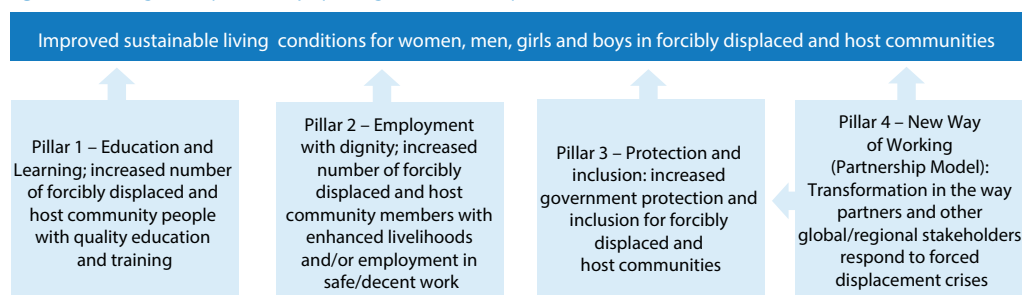 Improved sustainable living conditions for women, men, girls and boys in forcibly displaced and host communities
Pillar 1 – Education and
Learning; increased number
of forcibly displaced and
host community people
with quality education
and training
Pillar 2 – Employment
with dignity; increased
number of forcibly
displaced and host
community members with
enhanced livelihoods
and/or employment in
safe/decent work
Pillar 3 – Protection and
inclusion: increased
government protection and
inclusion for forcibly
displaced and
host communities
Pillar 4 – New Way
of Working
(Partnership Model):
Transformation in the way
partners and other
global/regional stakeholders
respond to forced
displacement crises